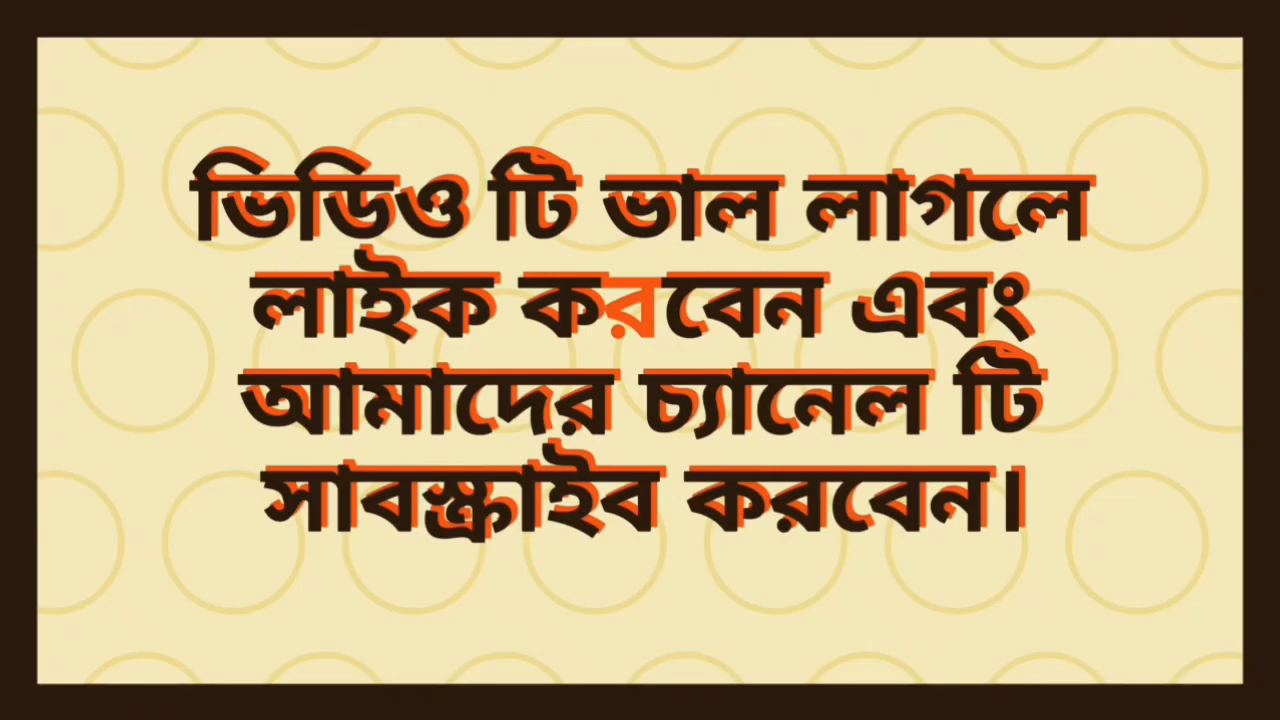 ভিডিও টি ভাল লাগলে
লাইক করবেন এবং
আমাদের চ্যানেল টি
সাবস্ক্রাইব করবেন।